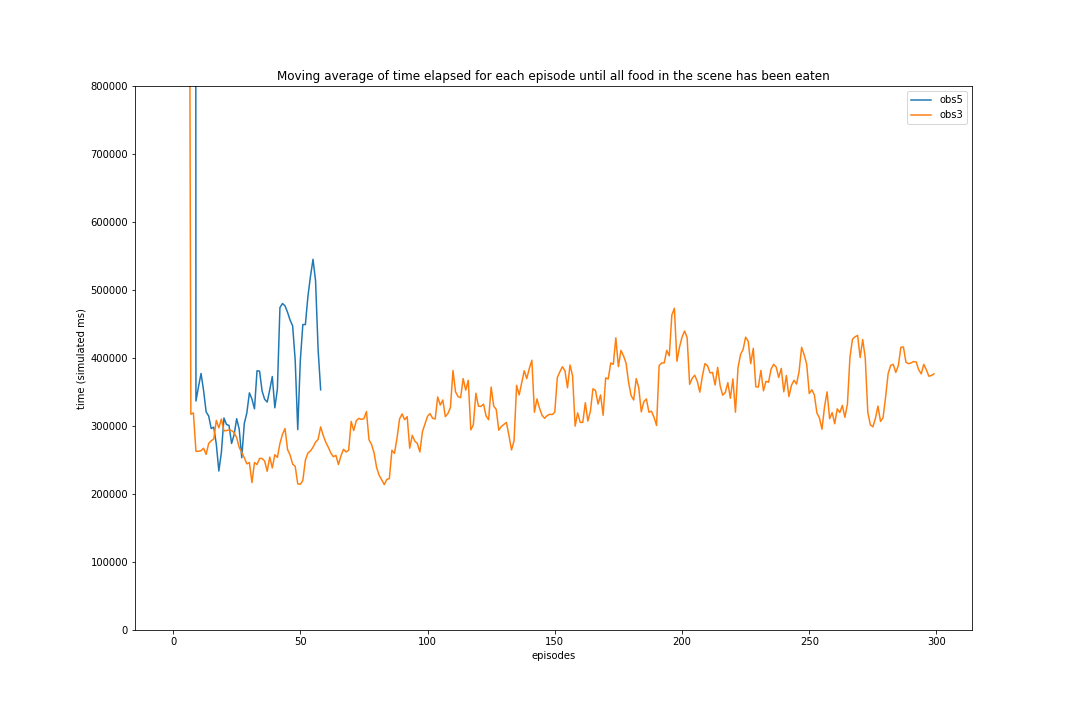 Moving average of time elapsed for each episode until all food in the scene has been eaten
800000
700000
600000
500000
400000
300000
200000
100000
0
time (simulated ms)
obs5
obs3
0 50 100 150 200 250 300
episodes